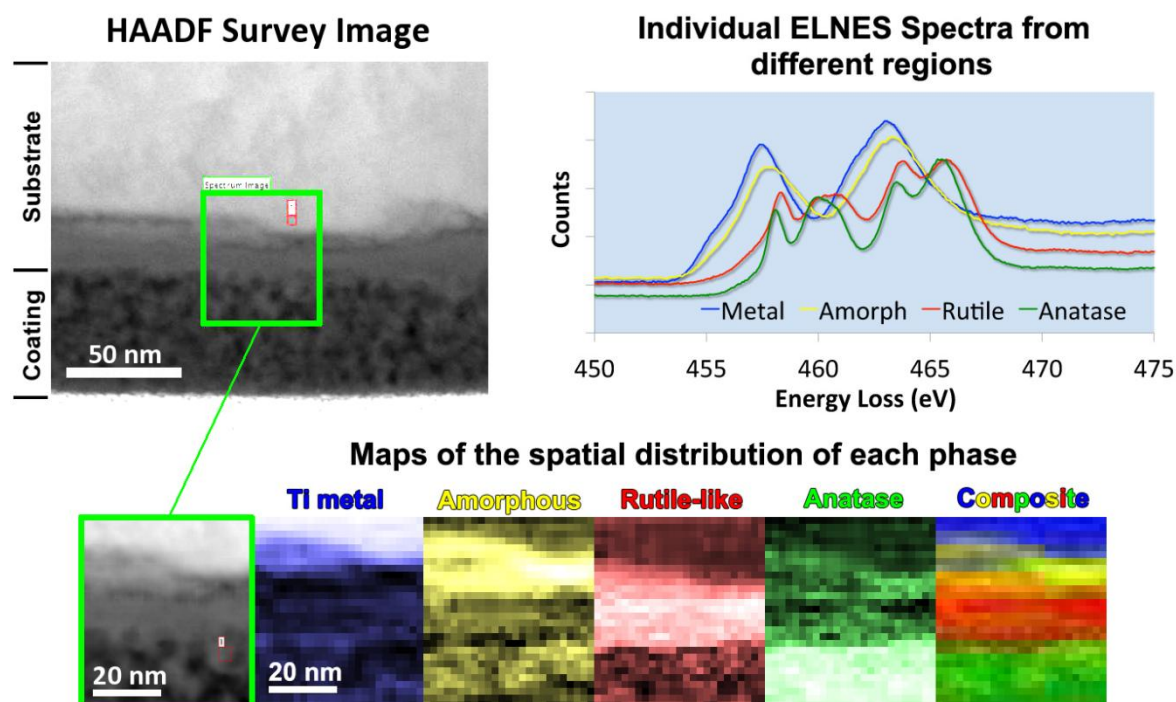 HAADF Survey Image
Individual ELNES Spectra from
different regions
Substrate
Coating
Spectrum Image
50 nm
Counts
Metal Amorph Rutile Anatase
450 455 460 465 470 475
Energy Loss (eV)
Maps of the spatial distribution of each phase
TI metal Amorphous Rutile-like Anatase Composite
20 nm 20 nm